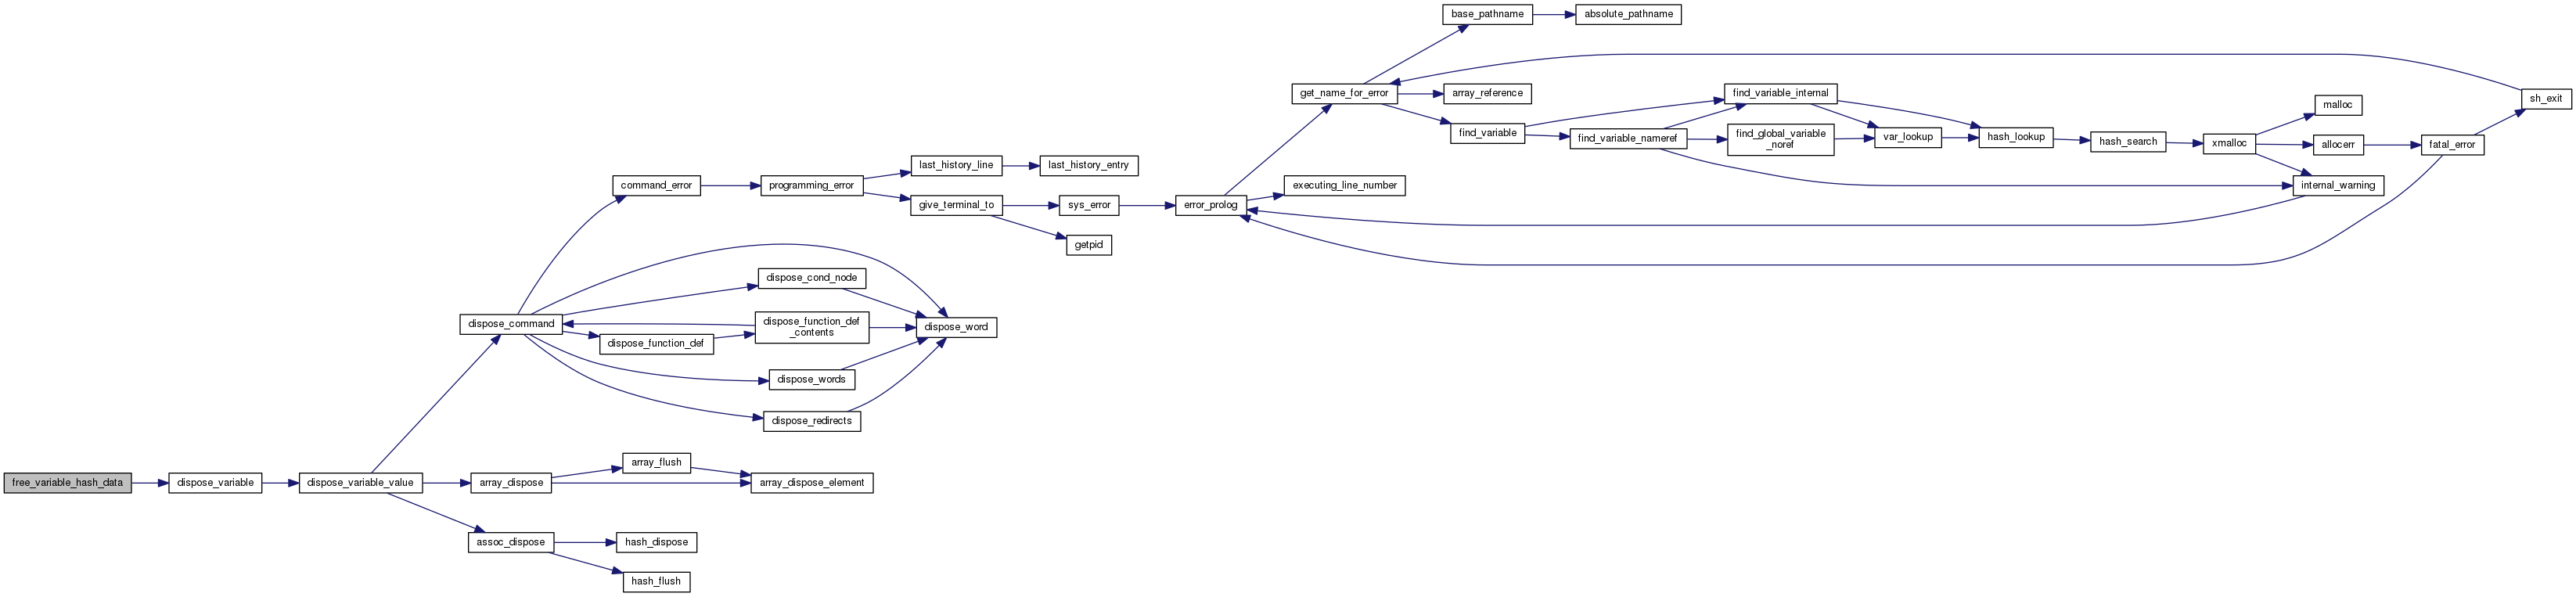 base_pathname
absolute_pathname
get_name_for_error
array_reference
find_variable_internal
sh_exit
malloc
find_variable
find_variable_nameref
find_global_variable
_noref
var_lookup
hash_lookup
hash_search
xmalloc
allocerr
fatal_error
last_history_line
last_history_entry
command_error
programming_error
executing_line_number
internal_warning
give_terminal_to
sys_error
error_prolog
getpid
dispose_cond_node
dispose_command
dispose_function_def
_contents
dispose_word
dispose_function_def
dispose_words
dispose_redirects
array_flush
free_variable_hash_data
dispose_variable
dispose_variable_value
array_dispose
array_dispose_element
assoc_dispose
hash_dispose
hash_flush